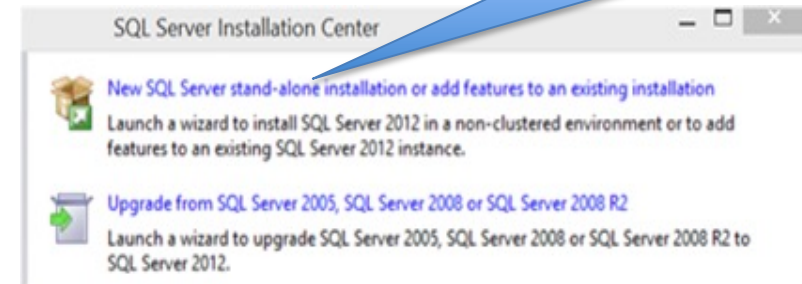 SQL Server Installation Center
New SQL Server stand-alone installation or add features to an existing installation
Launch a wizard to install SQL Server 2012 in a non-clustered environment or to add
features to an existing SQL Server 2012 instance.
Upgrade from SQL Server 2005, SQL Server 2008 or SQL Server 2008 R2
Launch a wizard to upgrade SQL Server 2005, SQL Server 2008 or SQL Server 2008 R2 to
SQL Server 2012.